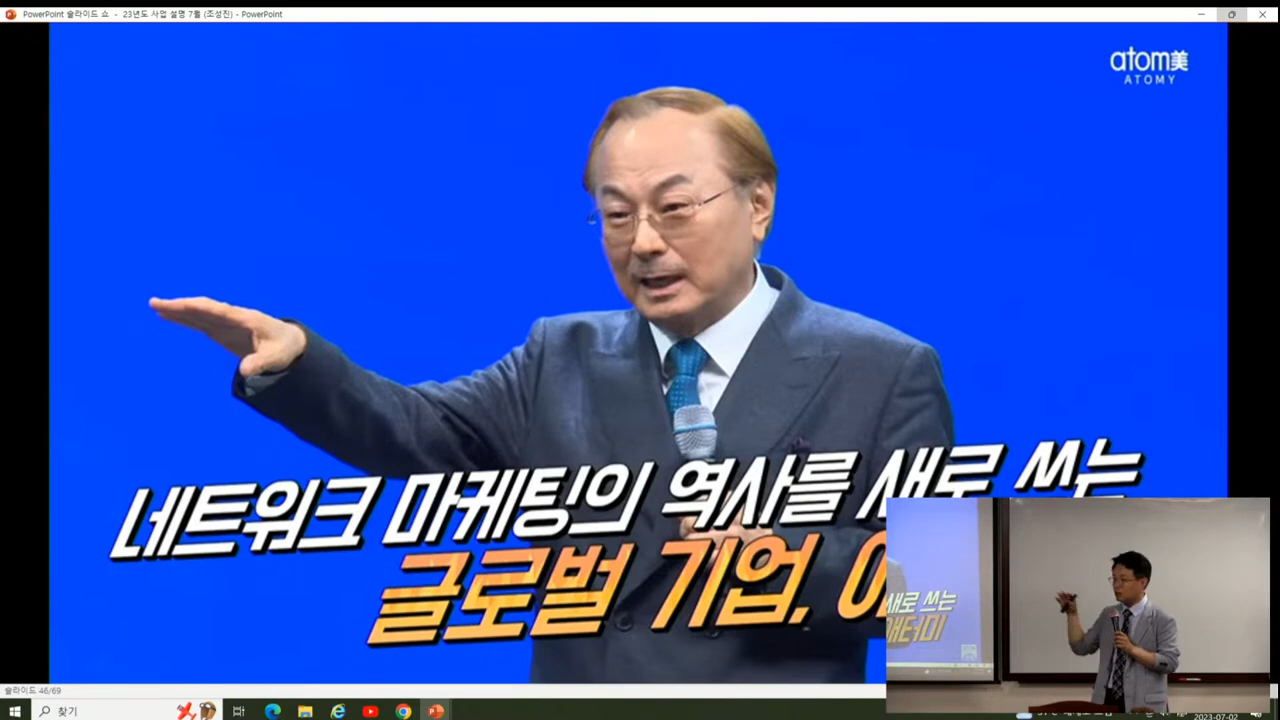 PowerPoint 슬라이드 쇼 - 23년도 사업 설명 7월 (조성진) - PowerPoint
atom美
ATOMY
네트워크 마케팅의 역사를 새로 쓰는
글로벌 기업,
새로 쓰는
애터미
슬라이드 46/69
찾기
2023-07-02